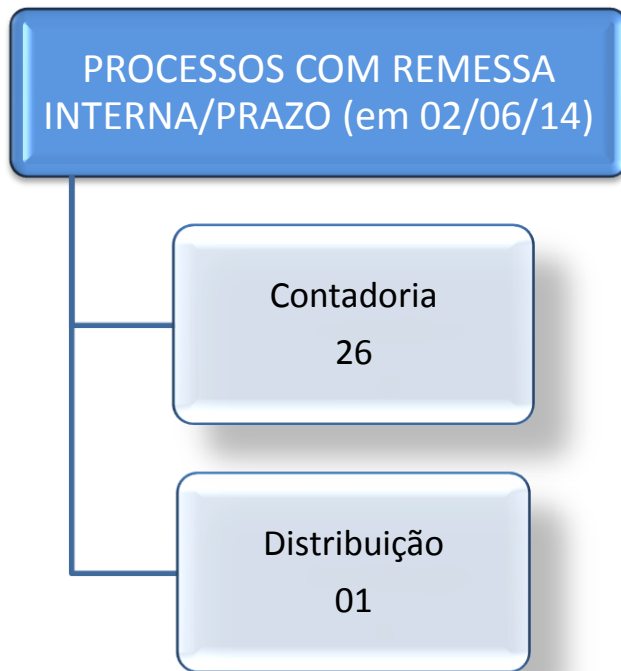 PROCESSOS COM REMESSA
INTERNA/PRAZO (em 02/06/14)
Contadoria
26
Distribuição
01